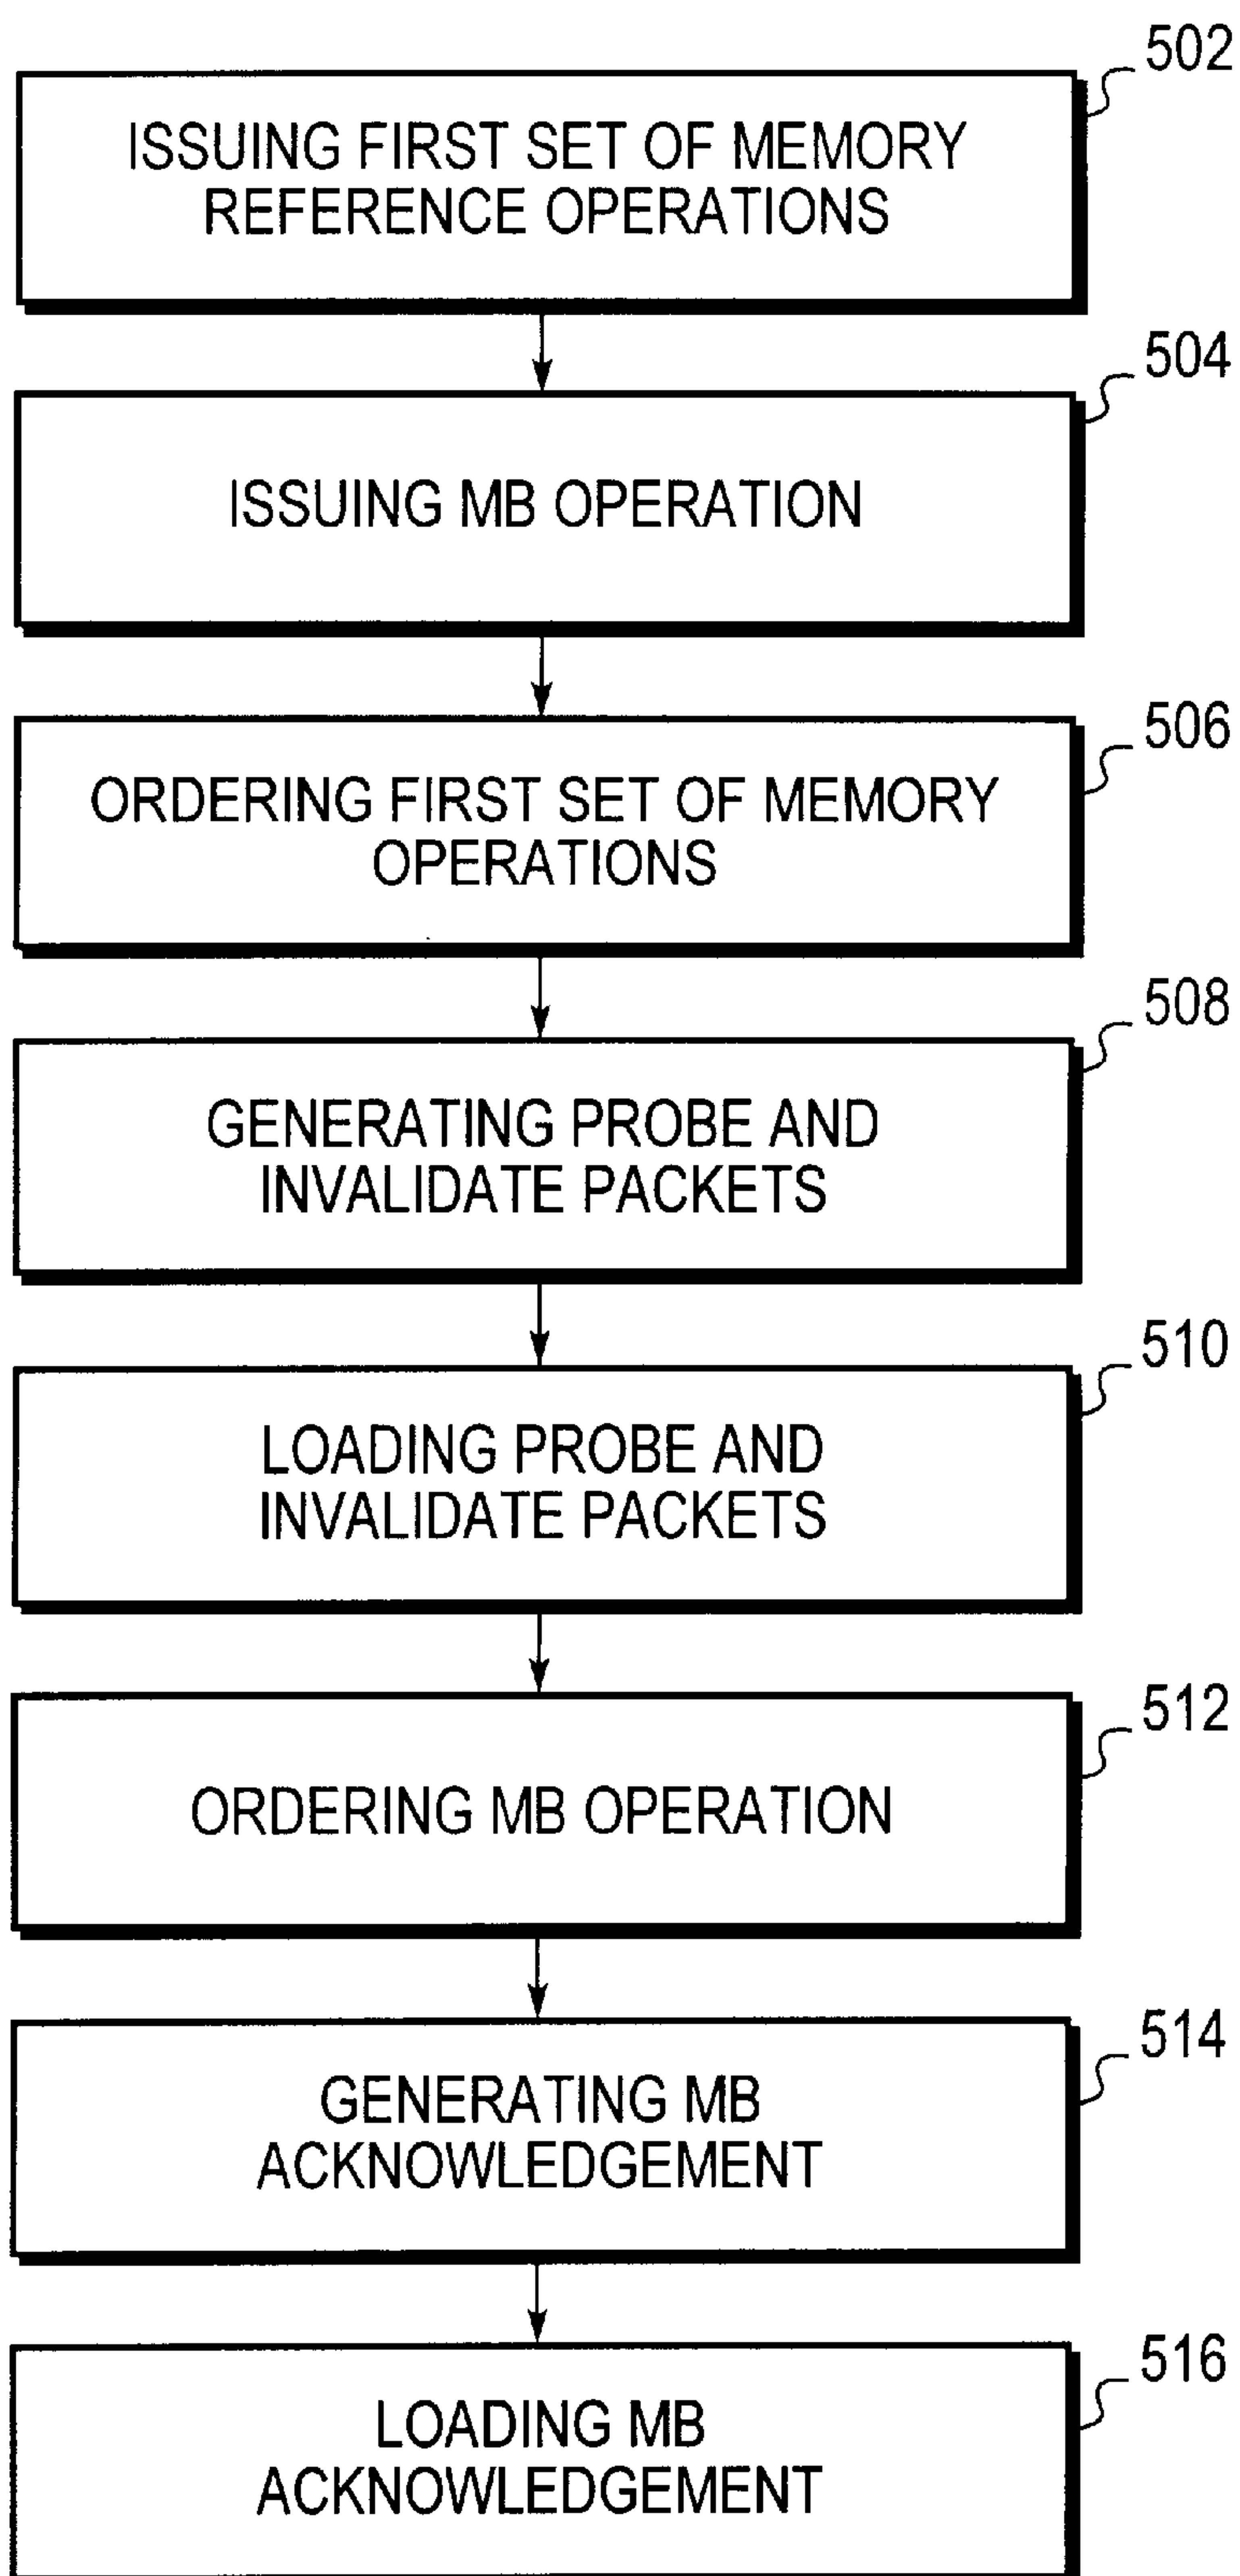 502
ISSUING FIRST SET OF MEMORY
REFERENCE OPERATIONS
504
ISSUING MB OPERATION
506
ORDERING FIRST SET OF MEMORY
OPERATIONS
508
GENERATING PROBE AND
INVALIDATE PACKETS
510
LOADING PROBE AND
INVALIDATE PACKETS
512
ORDERING MB OPERATION
514
GENERATING MB
ACKNOWLEDGEMENT
516
LOADING MB
ACKNOWLEDGEMENT